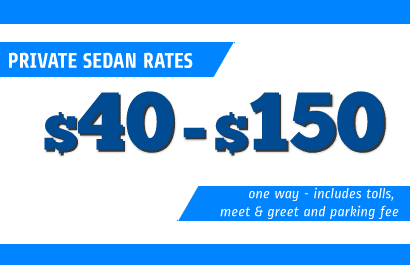 PRIVATE SEDAN RATES
$40-$150
one way - includes tolls,
meet & greet and parking fee